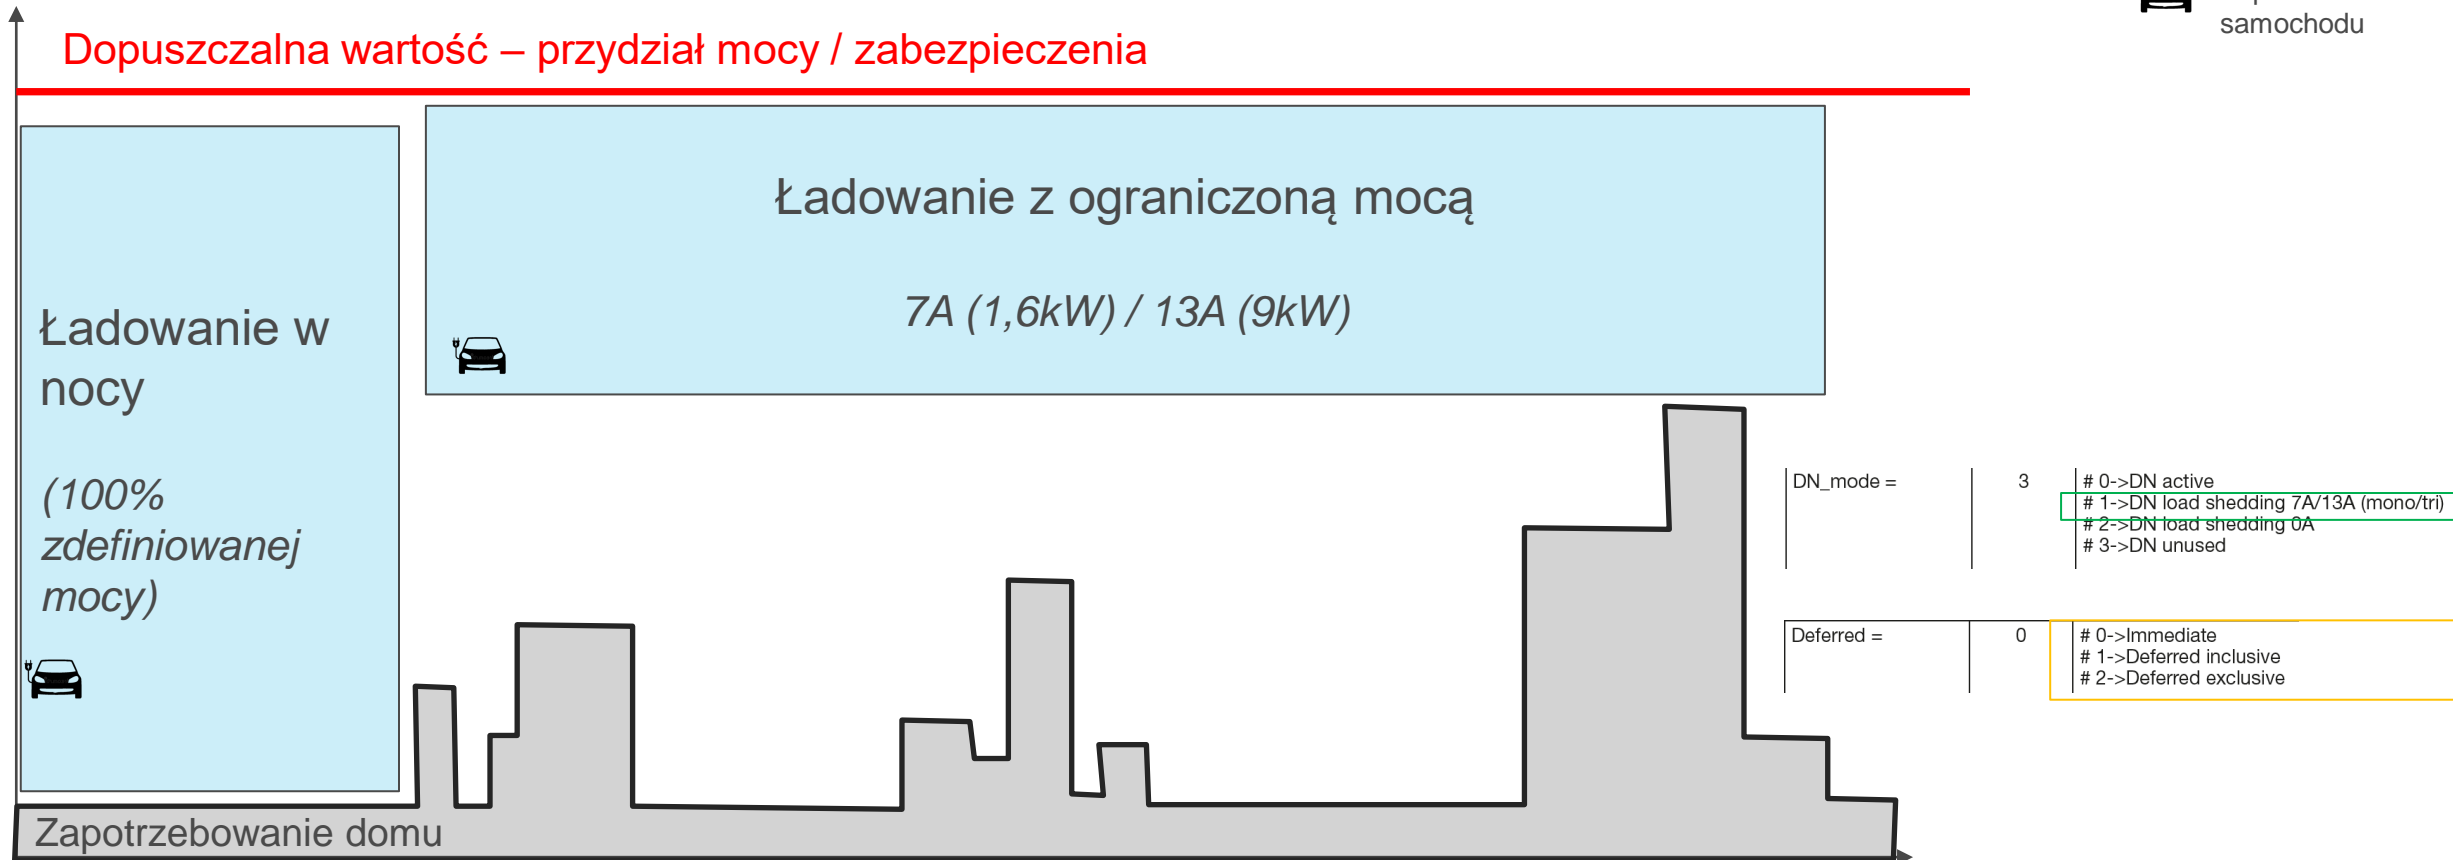 samochodu
Dopuszczalna wartość – przydział mocy / zabezpieczenia
Ładowanie z ograniczoną mocą
7A (1,6kW) / 13A (9kW)
Ładowanie w
nocy
(100%
zdefiniowanej
mocy)
DN_mode = 3 # 0->DN active
# 1->DN load shedding 7A/13A (mono/tri)
# 2->DN load shedding 0A
# 3->DN unused
Deferred = 0 # 0->Immediate
# 1->Deferred inclusive
# 2->Deferred exclusive
Zapotrzebowanie domu